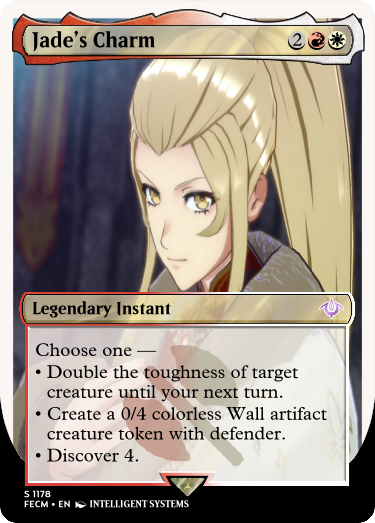 Jade's Charm 2
Legendary Instant
Choose one —
• Double the toughness of target
creature until your next turn.
• Create a 0/4 colorless Wall artifact
creature token with defender.
• Discover 4.
S 1178
FECM • EN INTELLIGENT SYSTEMS